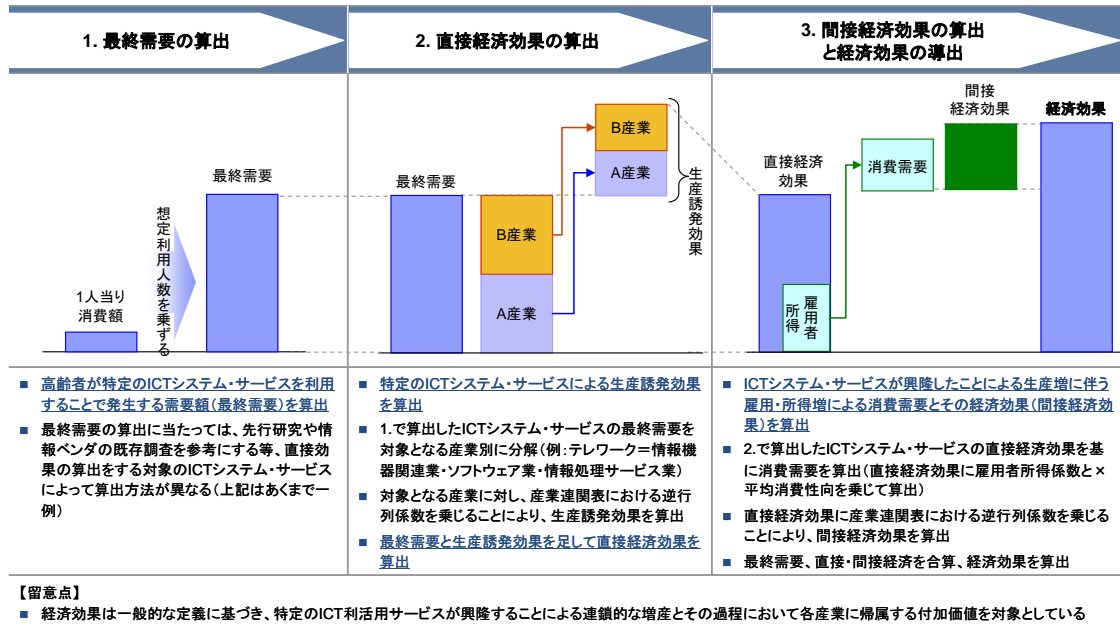 1. 最終需要の算出
2. 直接経済効果の算出
3. 間接経済効果の算出
と経済効果の導出
1人当り
消費額
想定利用人数を乗ずる
最終需要
最終需要
B産業
A産業
B産業
A産業
生産誘発効果
直接経済
効果
雇用者
所得
消費需要
間接
経済効果
経済効果
■ 高齢者が特定のICTシステム・サービスを利用
することで発生する需要額(最終需要)を算出
■ 最終需要の算出に当たっては、先行研究や情
報ベンダの既存調査を参考にする等、直接効
果の算出をする対象のICTシステム・サービス
によって算出方法が異なる(上記はあくまで一
例)
■ 特定のICTシステム・サービスによる生産誘発効果
を算出
■ 1.で算出したICTシステム・サービスの最終需要を
対象となる産業別に分解(例:テレワーク=情報機
器関連業・ソフトウェア業・情報処理サービス業)
■ 対象となる産業に対し、産業連関表における逆行
列係数を乗じることにより、生産誘発効果を算出
■ 最終需要と生産誘発効果を足して直接経済効果を
算出
■ ICTシステム・サービスが興隆したことによる生産増に伴う
雇用・所得増による消費需要とその経済効果(間接経済効
果)を算出
■ 2.で算出したICTシステム・サービスの直接経済効果を基
に消費需要を算出(直接経済効果に雇用者所得係数と×
平均消費性向を乗じて算出)
■ 直接経済効果に産業連関表における逆行列係数を乗じる
ことにより、間接経済効果を算出
■ 最終需要、直接・間接経済を合算、経済効果を算出
【留意点】
■ 経済効果は一般的な定義に基づき、特定のICT利活用サービスが興隆することによる連鎖的な増産とその過程において各産業に帰属する付加価値を対象としている